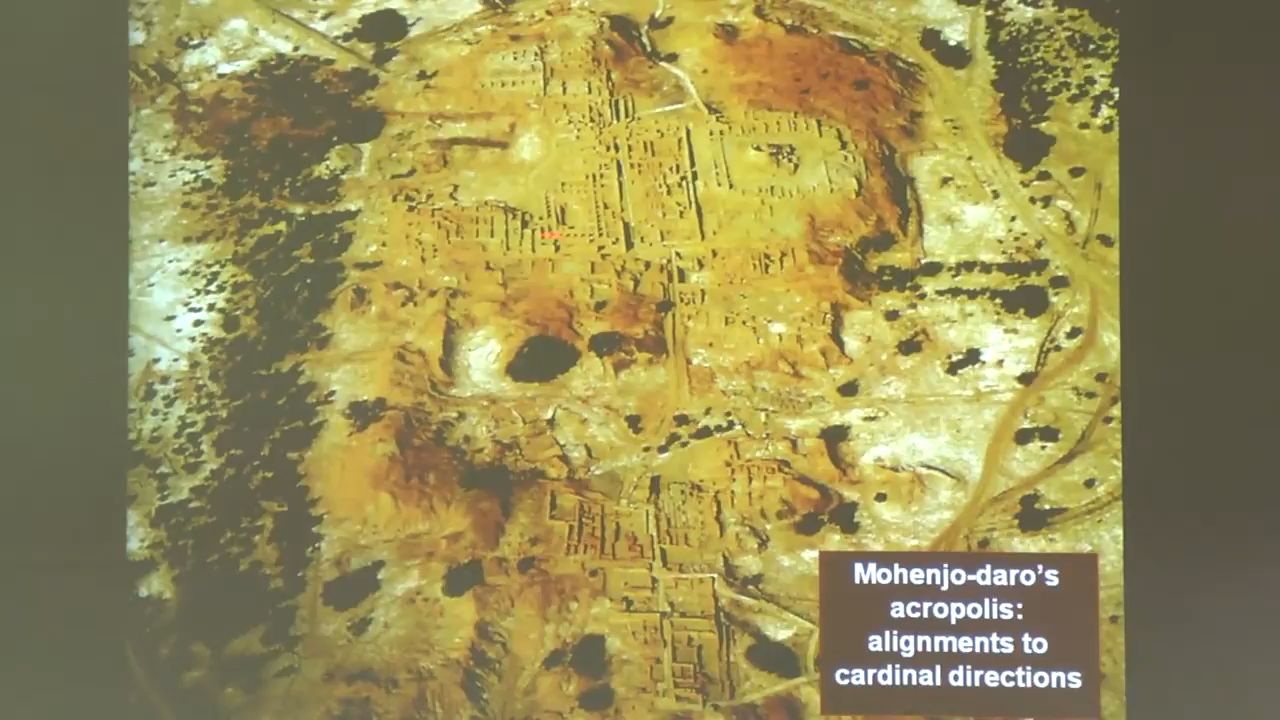 Mohenjo-daro’s
acropolis:
alignments to
cardinal directions